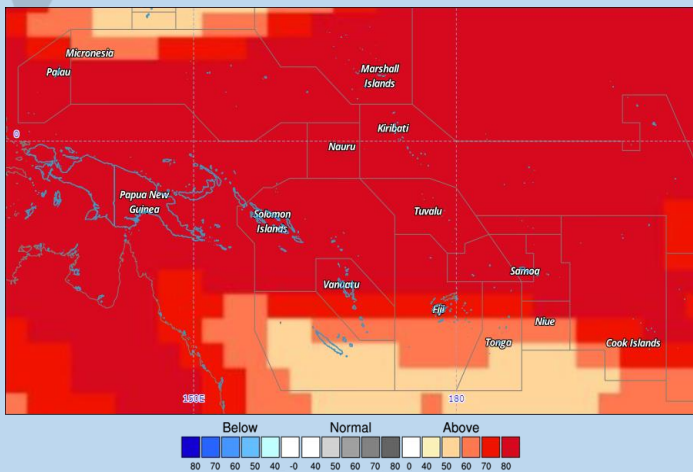 Micronesia
Palau
Marshall
Islands
Kiribati
0
Nauru
Papua New
Guinea
Solomon
Islands
Tuvalu
Samoa
Vanuatu
Fiji
Niue
Tonga
Cook Islands
150E
180
Below Normal Above
80 70 60 50 40 -0 40 50 60 70 80 0 40 50 60 70 80